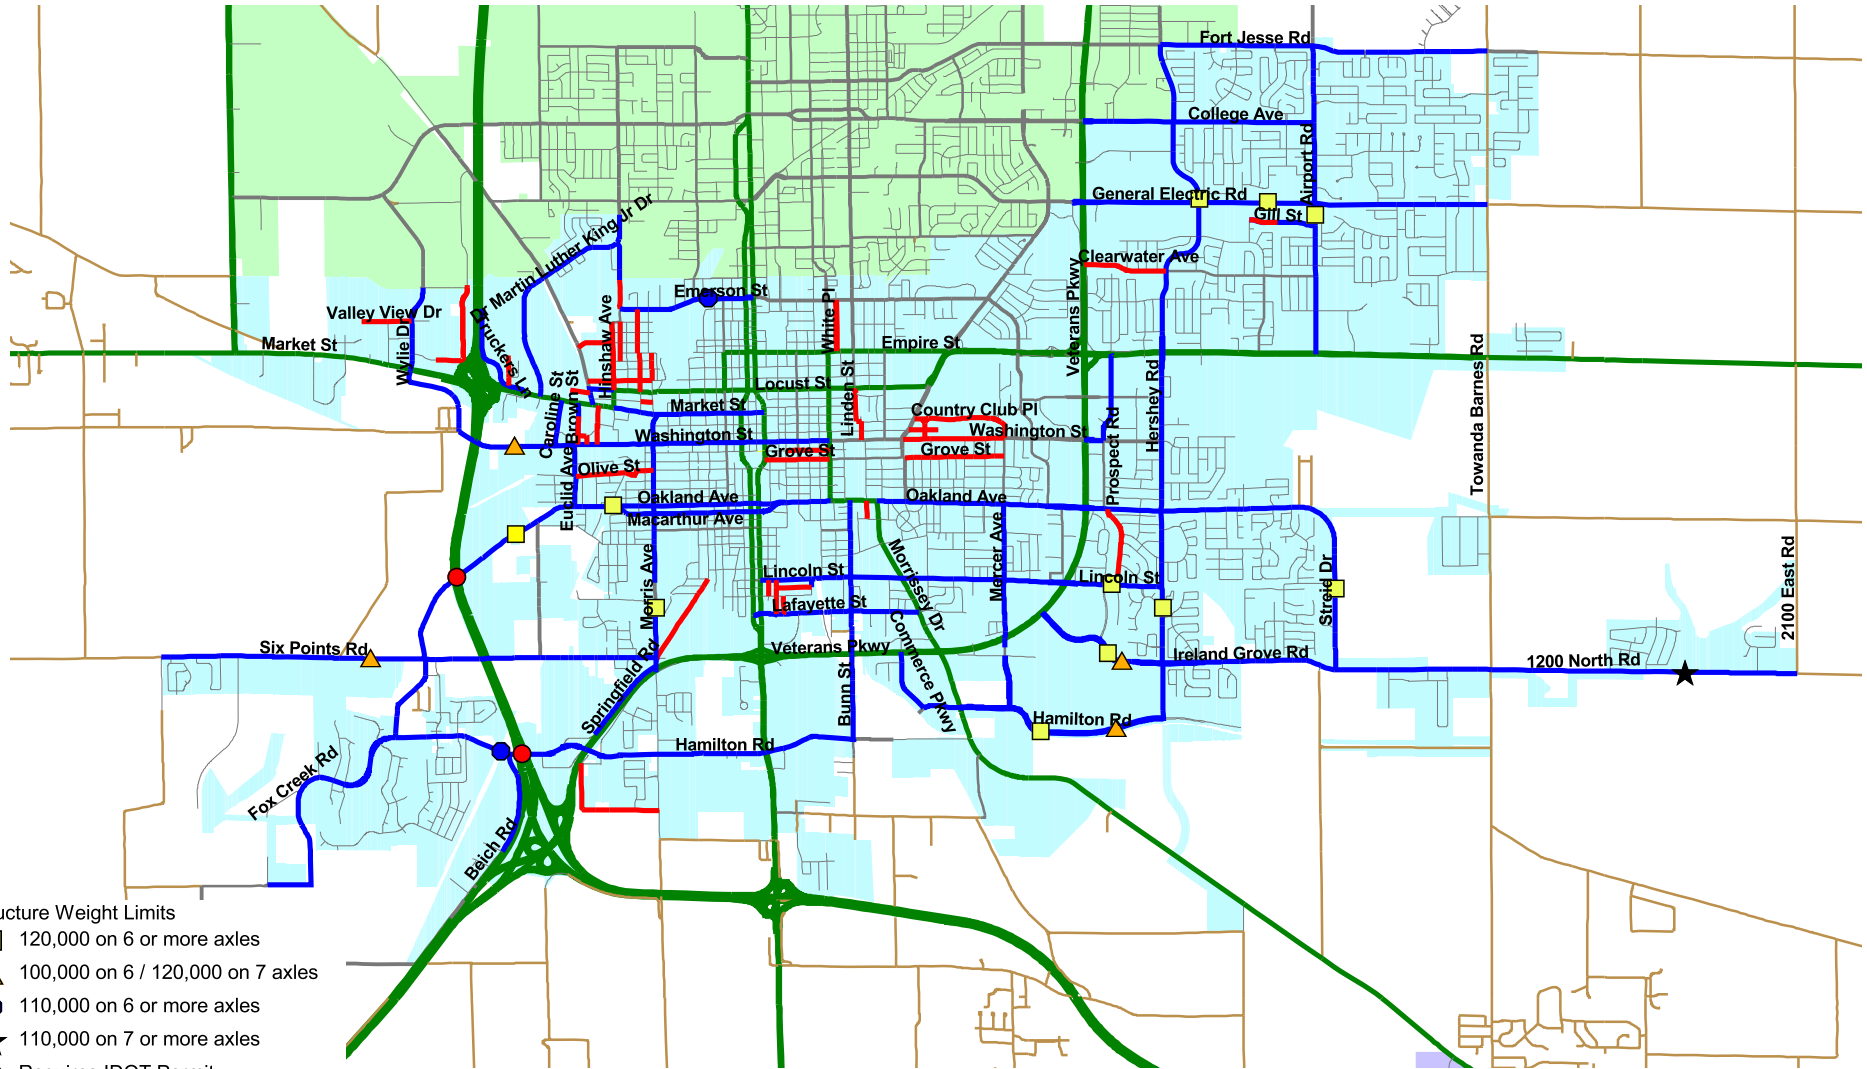 Fort Jesse Rd
College Ave
Airport Rd
General Electric Rd
Gill St
Dr Martin Luther King Jr Dr
Clearwater Ave
Veterans Pkwy
Emerson St
White Pl
Hinshaw Ave
Valley View Dr
Wylie Dr
Truckers Ln
Market St
Empire St
Towanda Barnes Rd
Hershey Rd
Locust St
Linden St
Caroline St
Brown St
Market St
Country Club Pl
Washington St
Washington St
Prospect Rd
Grove St
Grove St
Olive St
Euclid Ave
Oakland Ave
Oakland Ave
Macarthur Ave
Mercer Ave
Morrissey Dr
Morris Ave
Lincoln St
Lincoln St
Streid Dr
2100 East Rd
Lafayette St
Commerce Pkwy
Six Points Rd
Veterans Pkwy
Ireland Grove Rd
1200 North Rd
Springfield Rd
Bunn St
Hamilton Rd
Hamilton Rd
Fox Creek Rd
Beich Rd
ucture Weight Limits
120,000 on 6 or more axles
100,000 on 6 / 120,000 on 7 axles
110,000 on 6 or more axles
110,000 on 7 or more axles
Requires IDOT Permit